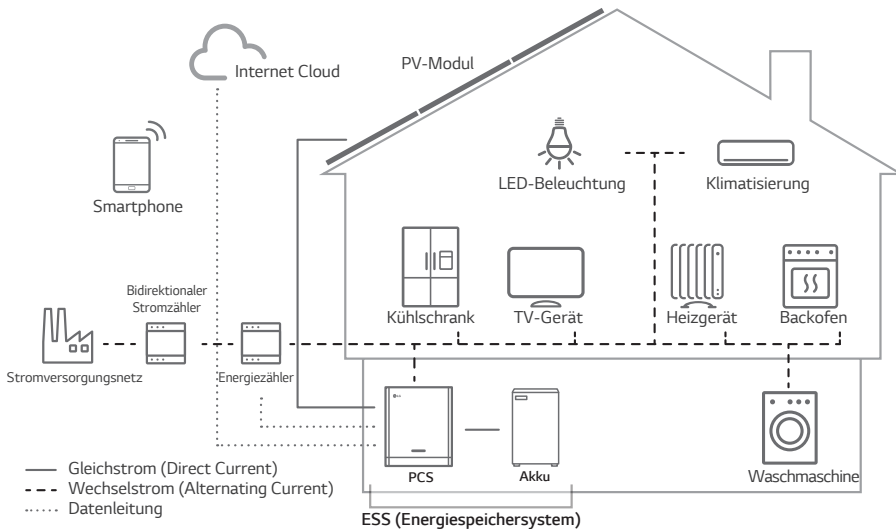 Internet Cloud
PV-Modul
LED-Beleuchtung
Klimatisierung
Smartphone
Kühlschrank
TV-Gerät
Heizgerät
Backofen
Bidirektionaler
Stromzähler
Stromversorgungsnetz
Energiezähler
PCS
Akku
Waschmaschine
Gleichstrom (Direct Current)
Wechselstrom (Alternating Current)
Datenleitung
ESS (Energiespeichersystem)